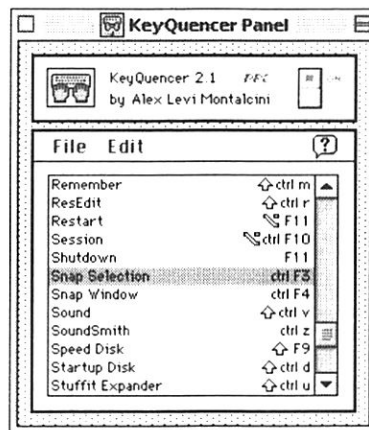 KeyQuencer Panel
KeyQuencer 2.1
by Alex Levi Montalcini
File Edit ?
Remember ⇧ ctrl m
ResEdit ⇧ ctrl r
Restart ⌥ F11
Session ⌥ ctrl F10
Shutdown F11
Snap Selection ctrl F3
Snap Window ctrl F4
Sound ⇧ ctrl v
SoundSmith ctrl z
Speed Disk ⇧ F9
Startup Disk ⇧ ctrl d
Stuffit Expander ⇧ ctrl u